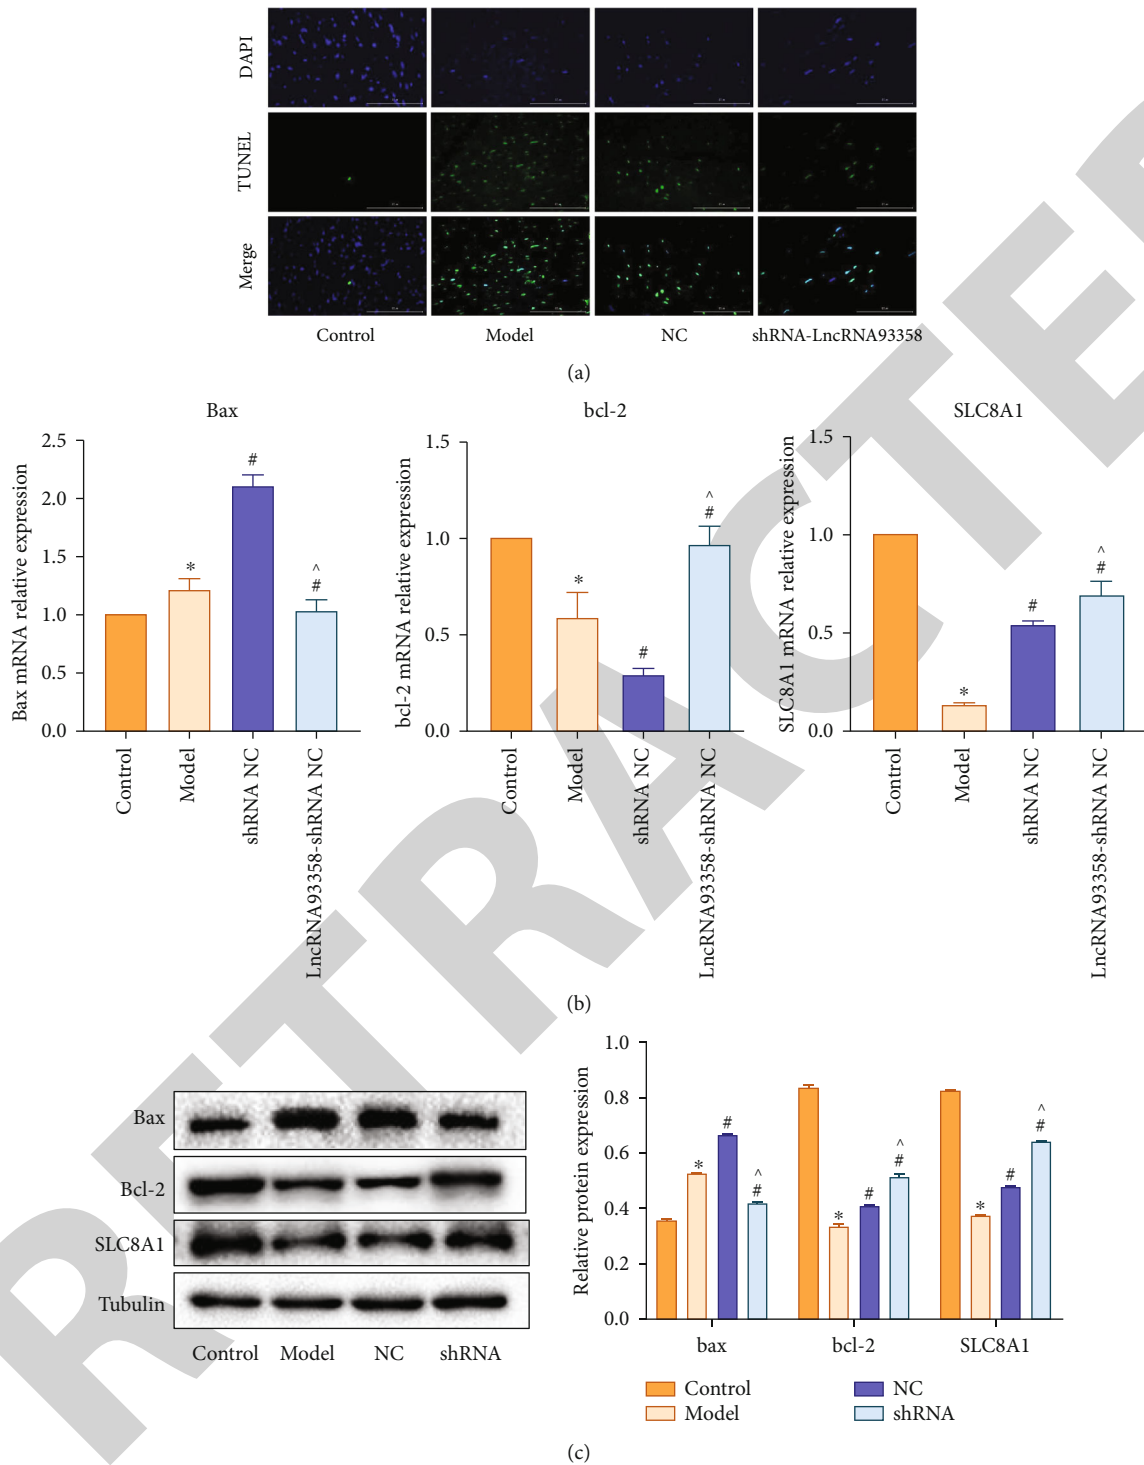 DAPI
TUNEL
Merge
Control Model NC shRNA-LncRNA93358
(a)
Bax
Bax mRNA relative expression
2.5
2.0
1.5
1.0
0.5
0.0
*
#
^
#
Control
Model
shRNA NC
LncRNA93358-shRNA NC
bcl-2
bcl-2 mRNA relative expression
1.5
1.0
0.5
0.0
*
#
^
#
Control
Model
shRNA NC
LncRNA93358-shRNA NC
SLC8A1
SLC8A1 mRNA relative expression
1.5
1.0
0.5
0.0
*
#
^
#
Control
Model
shRNA NC
LncRNA93358-shRNA NC
(b)
Bax
Bcl-2
SLC8A1
Tubulin
Control Model NC shRNA
Relative protein expression
1.0
0.8
0.6
0.4
0.2
0.0
*
#
^
#
*
#
^
#
*
#
^
#
bax bcl-2 SLC8A1
Control
Model
NC
shRNA
(c)
RETRACTED